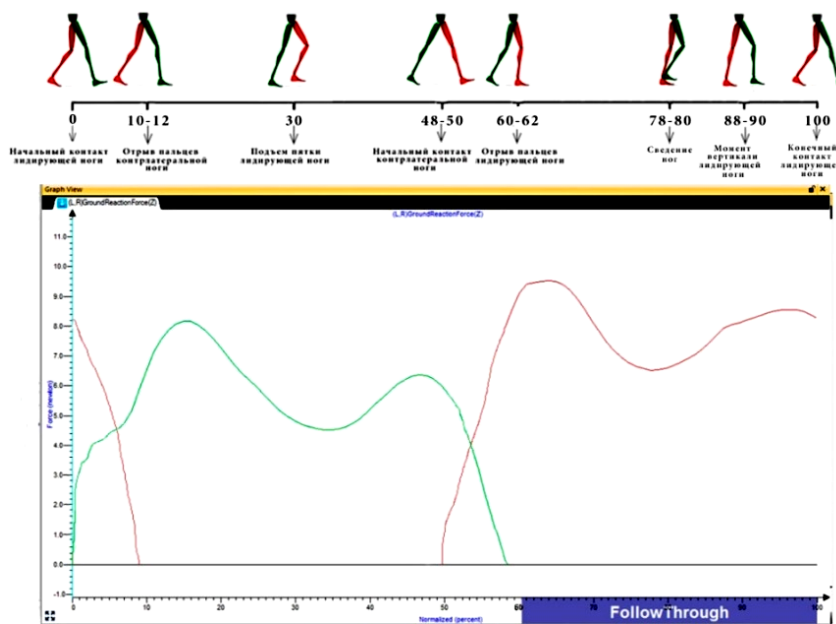 0 10-12 30 48-50 60-62 78-80 88-90 100
Начальный контакт
лидирующей ноги
Отрыв пальцев
контрлатеральной
ноги
Подъем пятки
лидирующей ноги
Начальный контакт
контрлатеральной
ноги
Отрыв пальцев
лидирующей ноги
Сведение
ног
Момент
вертикали
лидирующей
ноги
Конечный
контакт
лидирующей
ноги
Graph View
(L,R)GroundReactionForce(Z)
(L,R)GroundReactionForce(Z)
Force (newton)
11.0
10.0
9.0
8.0
7.0
6.0
5.0
4.0
3.0
2.0
1.0
0.0
-1.0
0 10 20 30 40 50 60 70 90
Normalized (percent)
FollowThrough